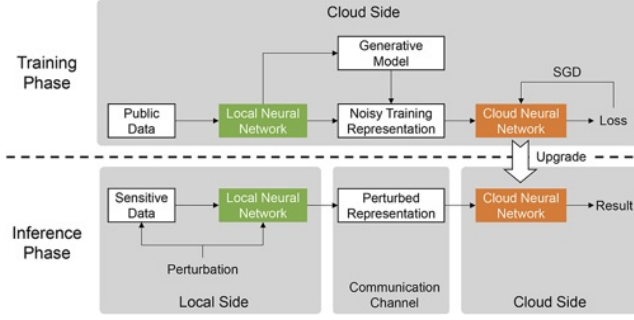 Cloud Side
Training
Phase
Generative
Model
SGD
Public
Data
Local Neural
Network
Noisy Training
Representation
Cloud Neural
Network
Loss
Upgrade
Inference
Phase
Sensitive
Data
Local Neural
Network
Perturbed
Representation
Cloud Neural
Network
Result
Perturbation
Local Side
Communication
Channel
Cloud Side